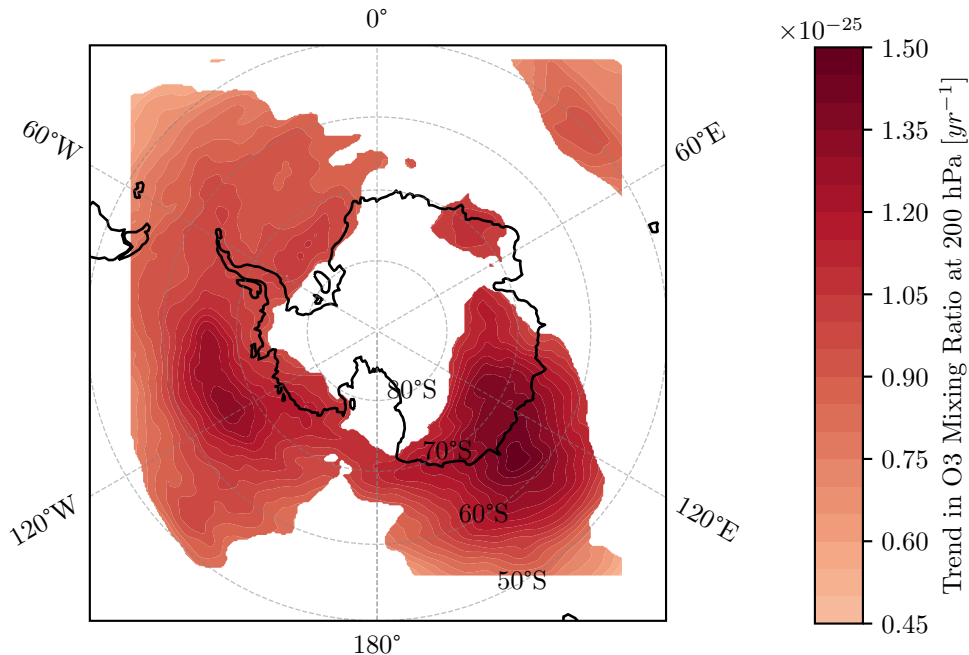 0°
×10⁻²⁵
1.50
60°W
60°E
1.35
1.20
1.05
80°S
0.90
70°S
0.75
120°W
60°S
120°E
0.60
50°S
0.45
180°
Trend in O3 Mixing Ratio at 200 hPa [yr⁻¹]